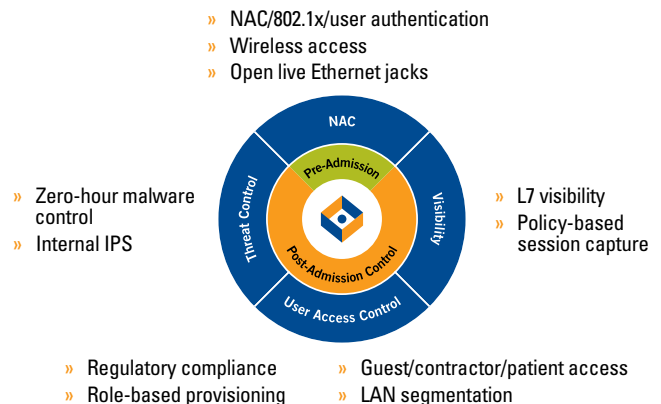 » NAC/802.1x/user authentication
» Wireless access
» Open live Ethernet jacks
NAC
Pre-Admission
Threat Control
Visibility
Post-Admission Control
User Access Control
» Zero-hour malware
control
» Internal IPS
» L7 visibility
» Policy-based
session capture
» Regulatory compliance
» Role-based provisioning
» Guest/contractor/patient access
» LAN segmentation